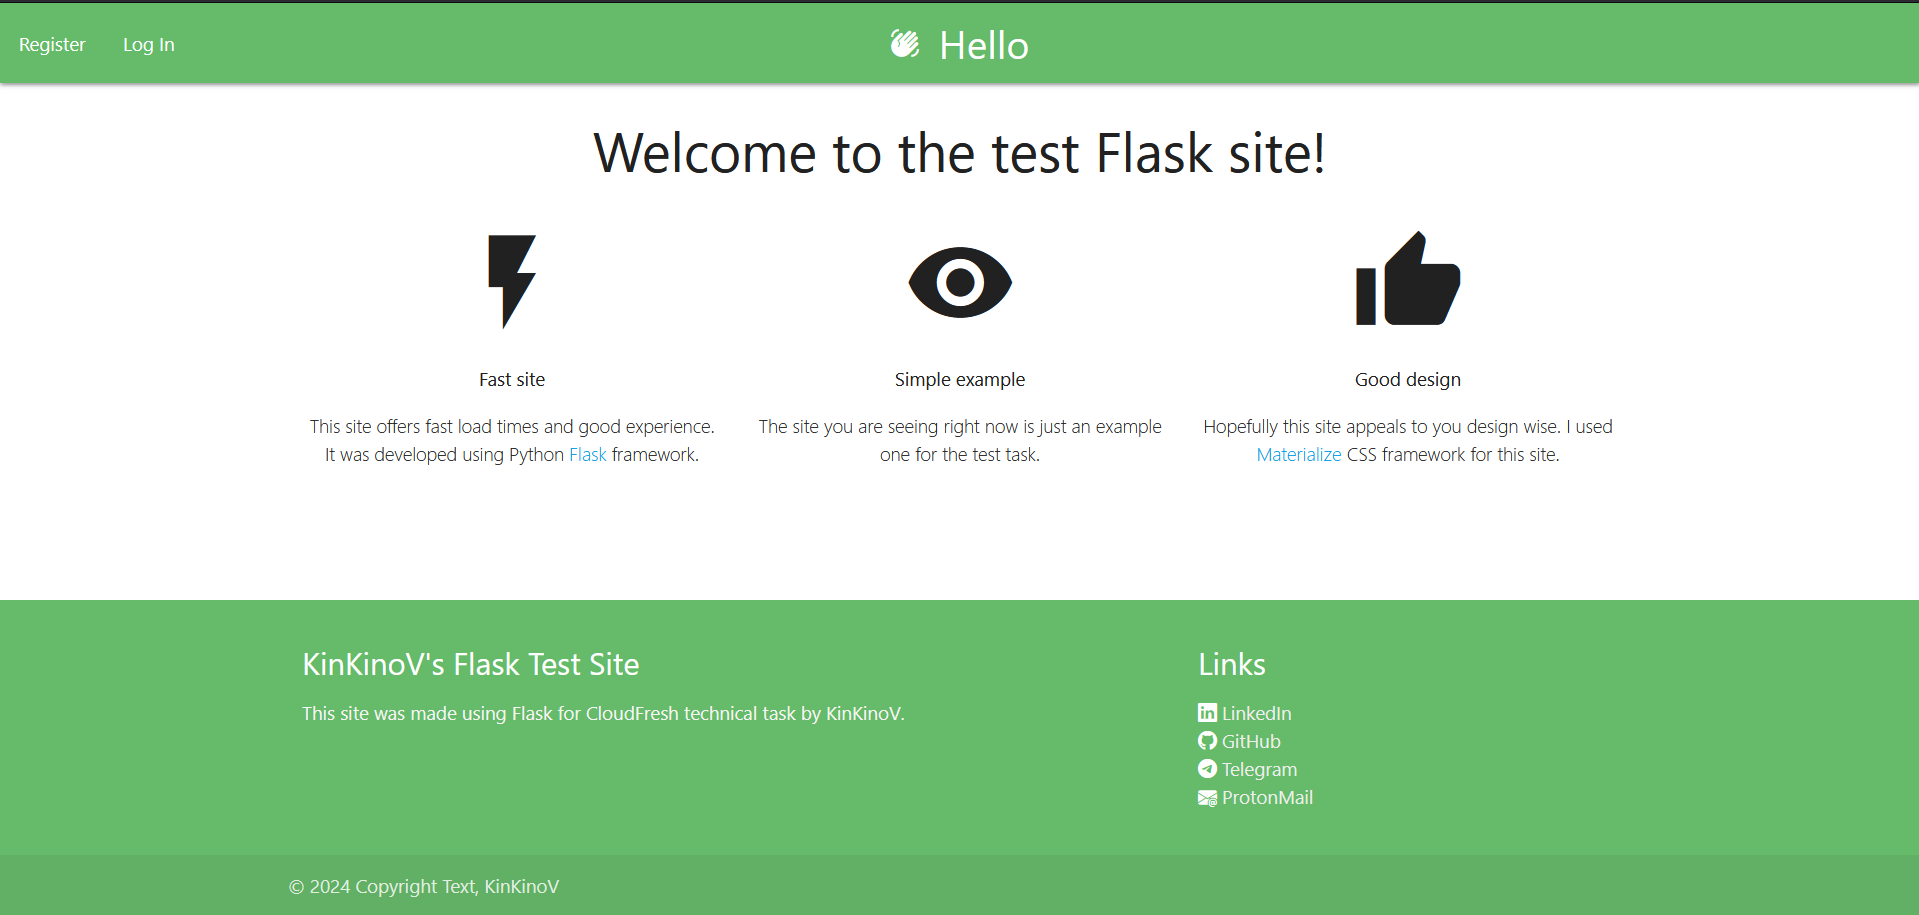 Register Log In Hello
Welcome to the test Flask site!
Fast site
This site offers fast load times and good experience.
It was developed using Python Flask framework.
Simple example
The site you are seeing right now is just an example
one for the test task.
Good design
Hopefully this site appeals to you design wise. I used
Materialize CSS framework for this site.
KinKinoV's Flask Test Site
This site was made using Flask for CloudFresh technical task by KinKinoV.
Links
LinkedIn
GitHub
Telegram
ProtonMail
© 2024 Copyright Text, KinKinoV